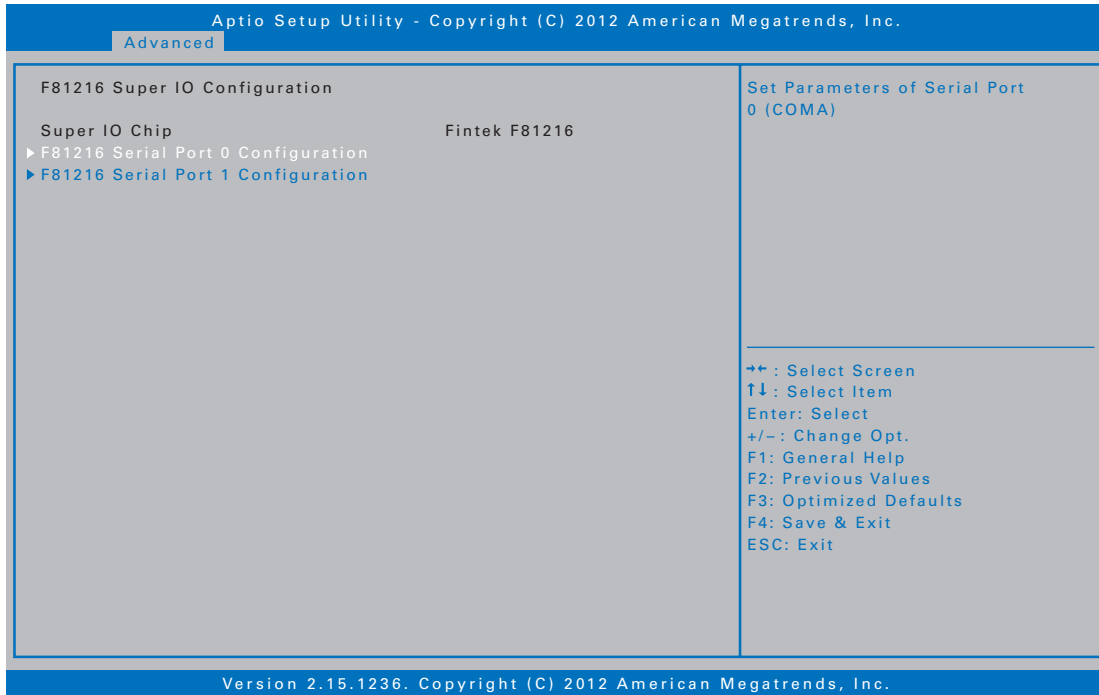 Aptio Setup Utility - Copyright (C) 2012 American Megatrends, Inc.
Advanced
F81216 Super IO Configuration
Super IO Chip Fintek F81216
▶F81216 Serial Port 0 Configuration
▶F81216 Serial Port 1 Configuration
Set Parameters of Serial Port
0 (COMA)
→← : Select Screen
↑↓ : Select Item
Enter: Select
+/– : Change Opt.
F1: General Help
F2: Previous Values
F3: Optimized Defaults
F4: Save & Exit
ESC: Exit
Version 2.15.1236. Copyright (C) 2012 American Megatrends, Inc.